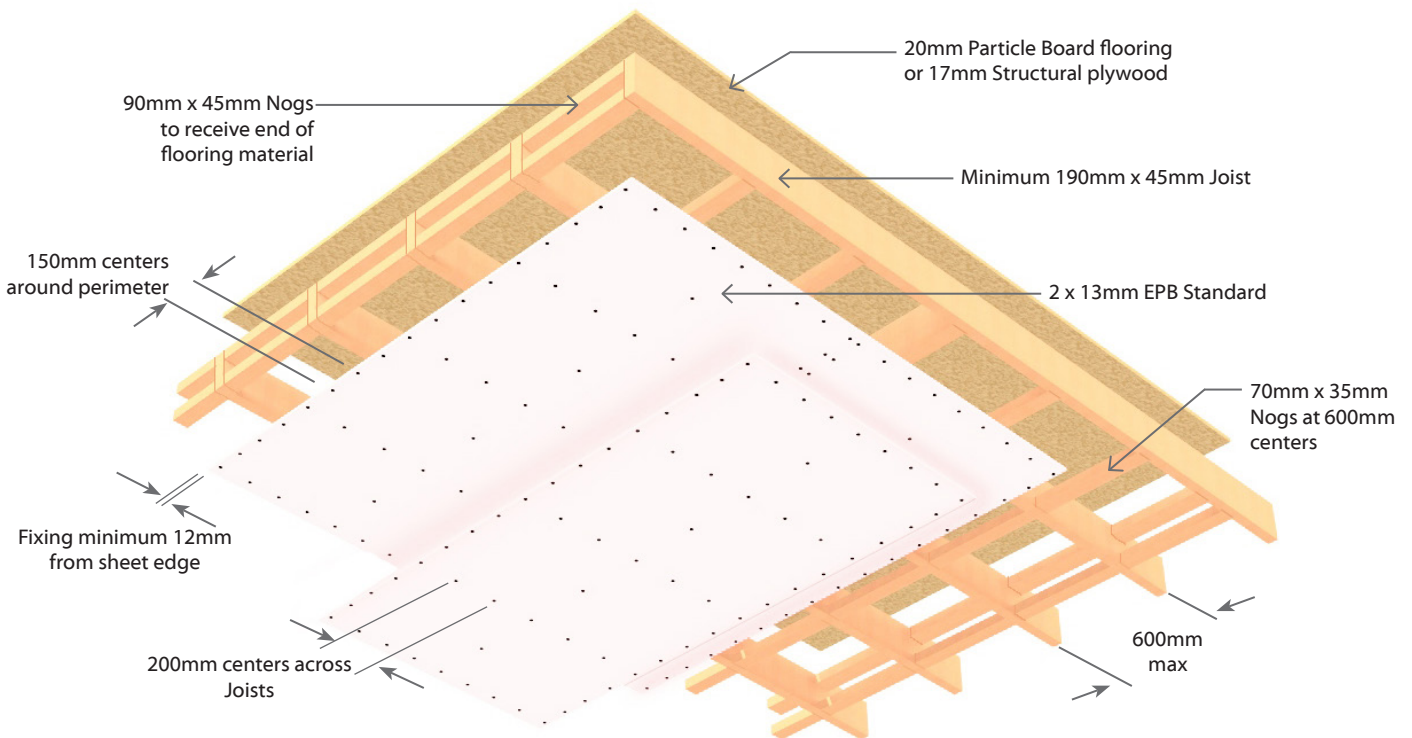 20mm Particle Board flooring
or 17mm Structural plywood
90mm x 45mm Nogs
to receive end of
flooring material
Minimum 190mm x 45mm Joist
150mm centers
around perimeter
2 x 13mm EPB Standard
70mm x 35mm
Nogs at 600mm
centers
Fixing minimum 12mm
from sheet edge
600mm
max
200mm centers across
Joists